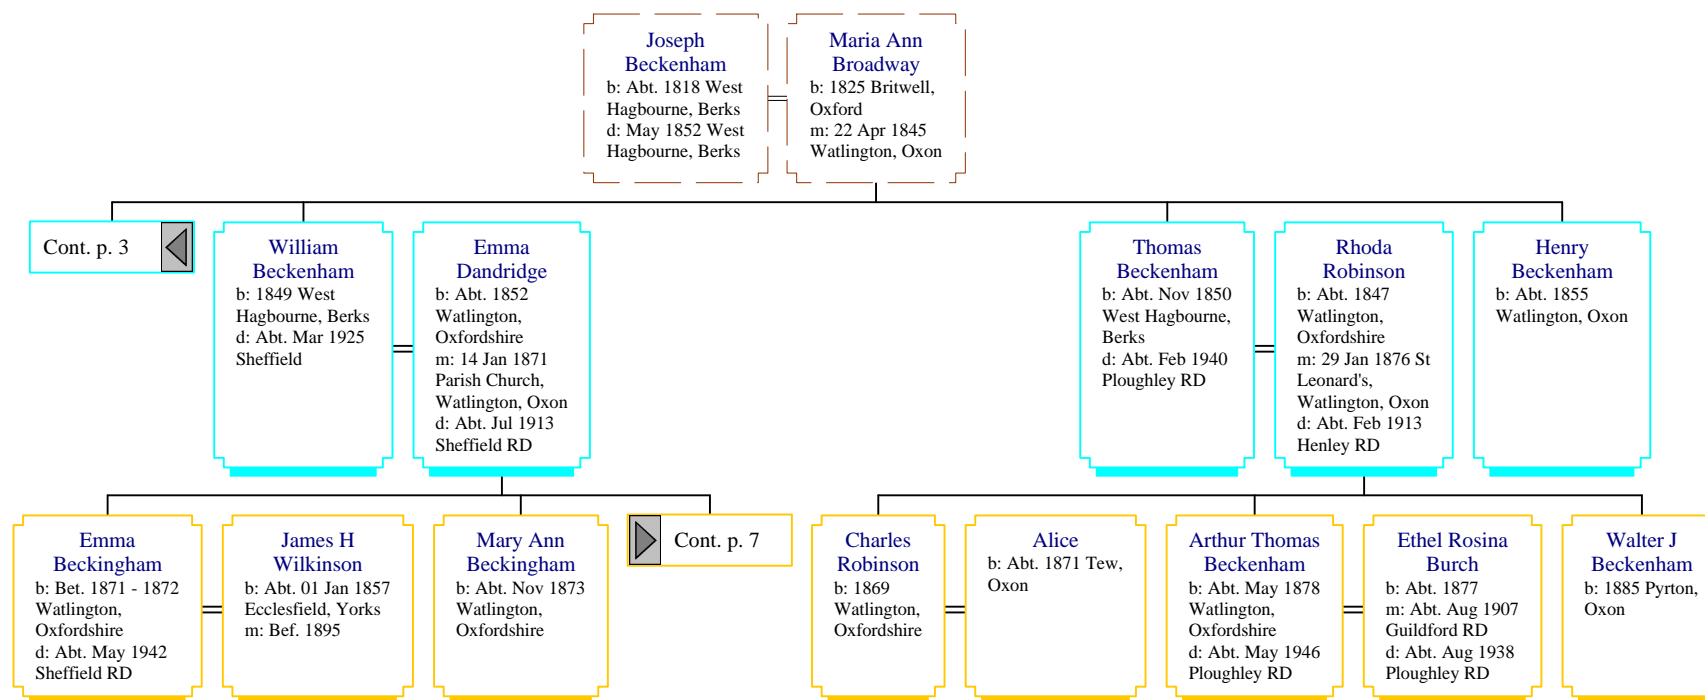 Joseph
Beckenham
b: Abt. 1818 West
Hagbourne, Berks
d: May 1852 West
Hagbourne, Berks
Maria Ann
Broadway
b: 1825 Britwell,
Oxford
m: 22 Apr 1845
Watlington, Oxon
Cont. p. 3
William
Beckenham
b: 1849 West
Hagbourne, Berks
d: Abt. Mar 1925
Sheffield
Emma
Dandridge
b: Abt. 1852
Watlington,
Oxfordshire
m: 14 Jan 1871
Parish Church,
Watlington, Oxon
d: Abt. Jul 1913
Sheffield RD
Thomas
Beckenham
b: Abt. Nov 1850
West Hagbourne,
Berks
d: Abt. Feb 1940
Ploughley RD
Rhoda
Robinson
b: Abt. 1847
Watlington,
Oxfordshire
m: 29 Jan 1876 St
Leonard's,
Watlington, Oxon
d: Abt. Feb 1913
Henley RD
Henry
Beckenham
b: Abt. 1855
Watlington, Oxon
Emma
Beckingham
b: Bet. 1871 - 1872
Watlington,
Oxfordshire
d: Abt. May 1942
Sheffield RD
James H
Wilkinson
b: Abt. 01 Jan 1857
Ecclesfield, Yorks
m: Bef. 1895
Mary Ann
Beckingham
b: Abt. Nov 1873
Watlington,
Oxfordshire
Cont. p. 7
Charles
Robinson
b: 1869
Watlington,
Oxfordshire
Alice
b: Abt. 1871 Tew,
Oxon
Arthur Thomas
Beckenham
b: Abt. May 1878
Watlington,
Oxfordshire
d: Abt. May 1946
Ploughley RD
Ethel Rosina
Burch
b: Abt. 1877
m: Abt. Aug 1907
Guildford RD
d: Abt. Aug 1938
Ploughley RD
Walter J
Beckenham
b: 1885 Pyrton,
Oxon